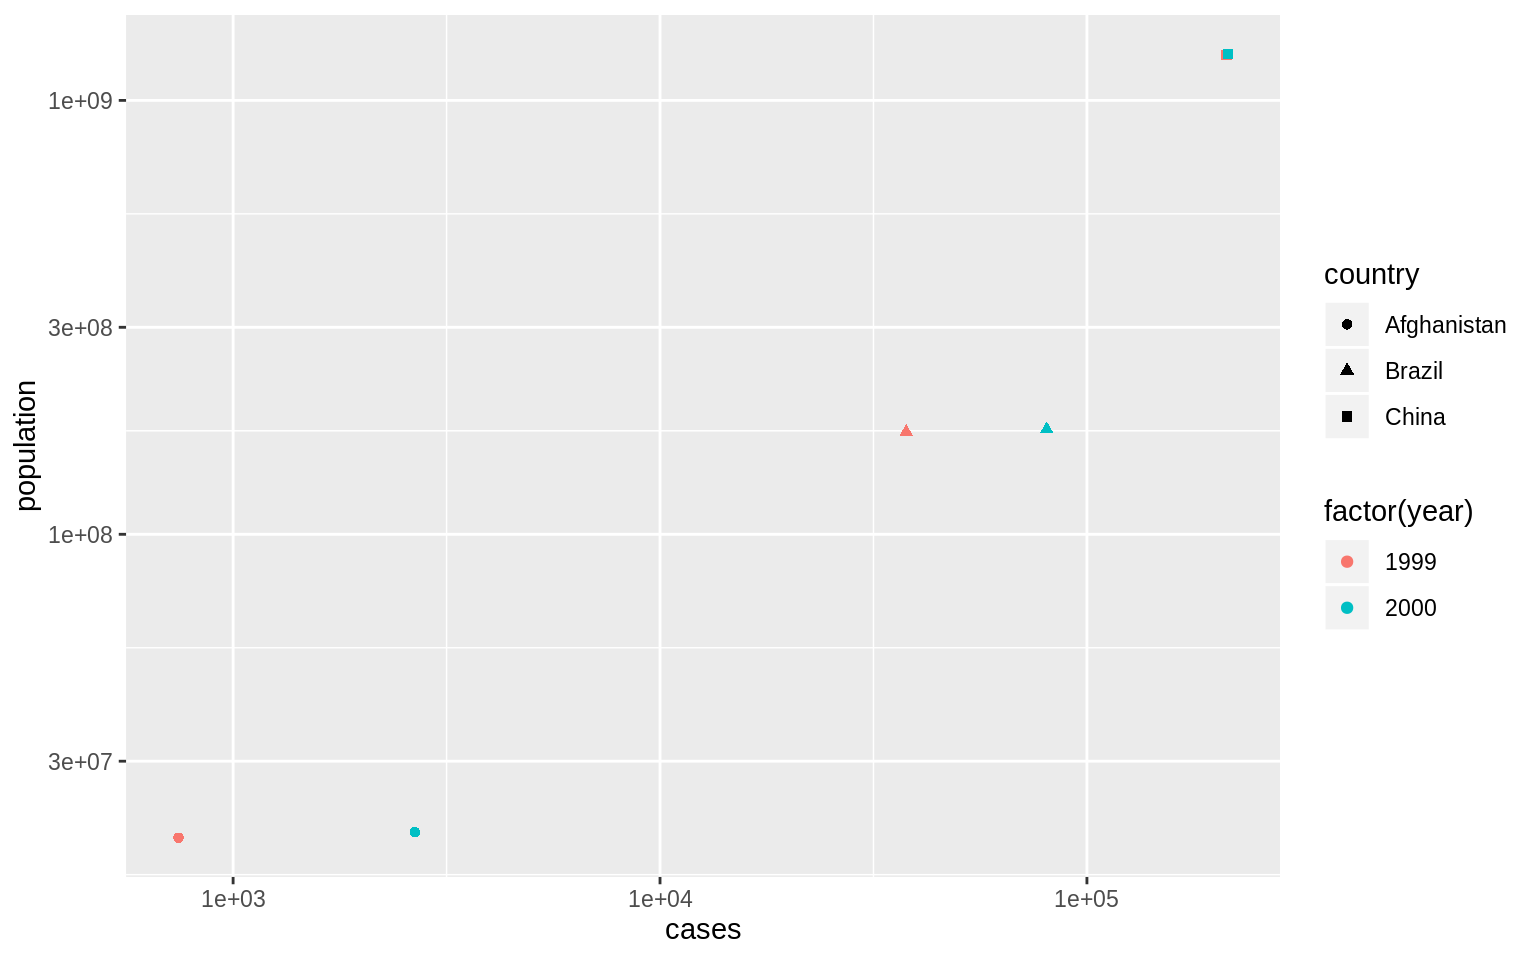 1e+09
3e+08
1e+08
3e+07
population
1e+03
1e+04
1e+05
cases
country
Afghanistan
Brazil
China
factor(year)
1999
2000